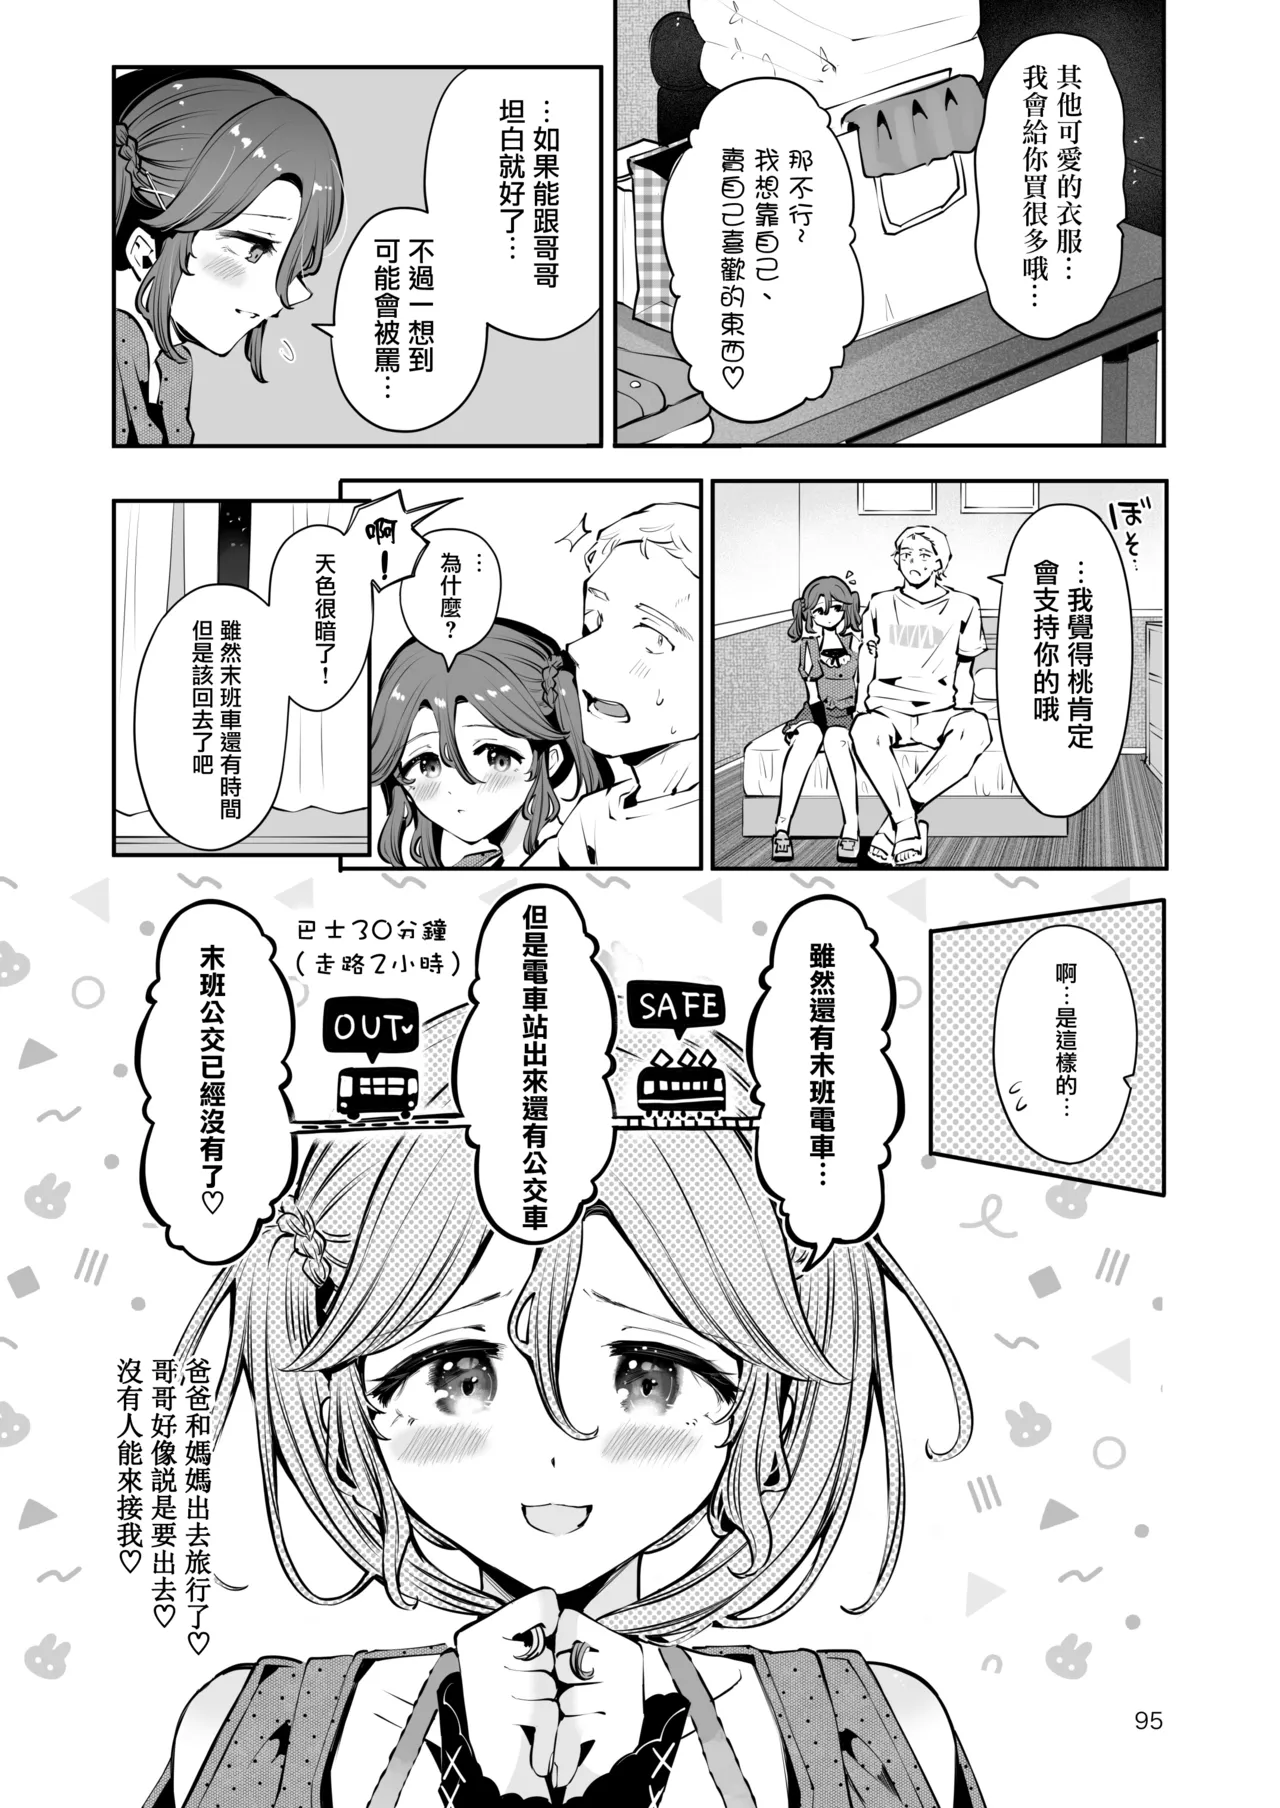 其他可愛的衣服…
我會給你買很多哦…
那不行~
我想靠自己、
賣自己喜歡的東西♡
…如果能跟哥哥
坦白就好了…
不過一想到
可能會被罵…
ぼそ…
…我覺得桃肯定
會支持你的哦
…
為什麼?
啊!
天色很暗了!
雖然末班車還有時間
但是該回去了吧
啊…是這樣的…
雖然還有末班電車…
SAFE
但是電車站出來還有公交車
巴士30分鐘
(走路2小時)
OUT♥
末班公交已經沒有了♡
爸爸和媽媽出去旅行了♡
哥哥好像説是要出去♡
沒有人能來接我♡
95